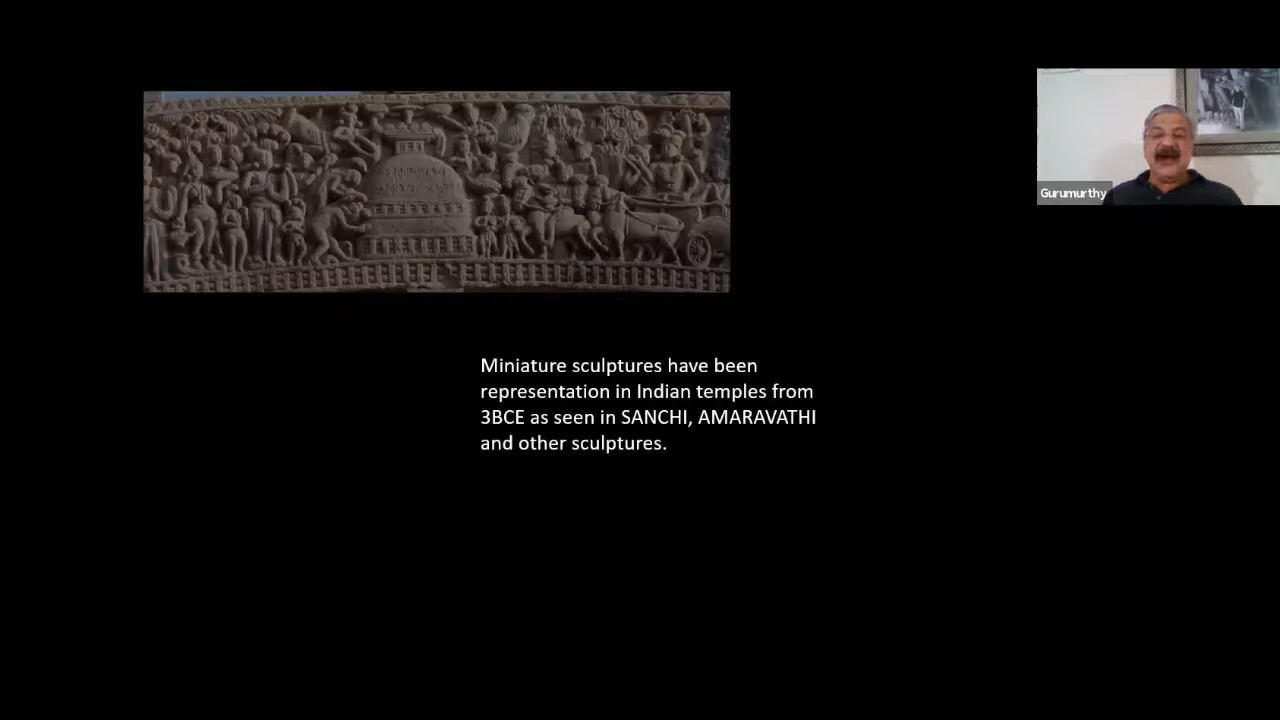 Gurumurthy
Miniature sculptures have been
representation in Indian temples from
3BCE as seen in SANCHI, AMARAVATHI
and other sculptures.